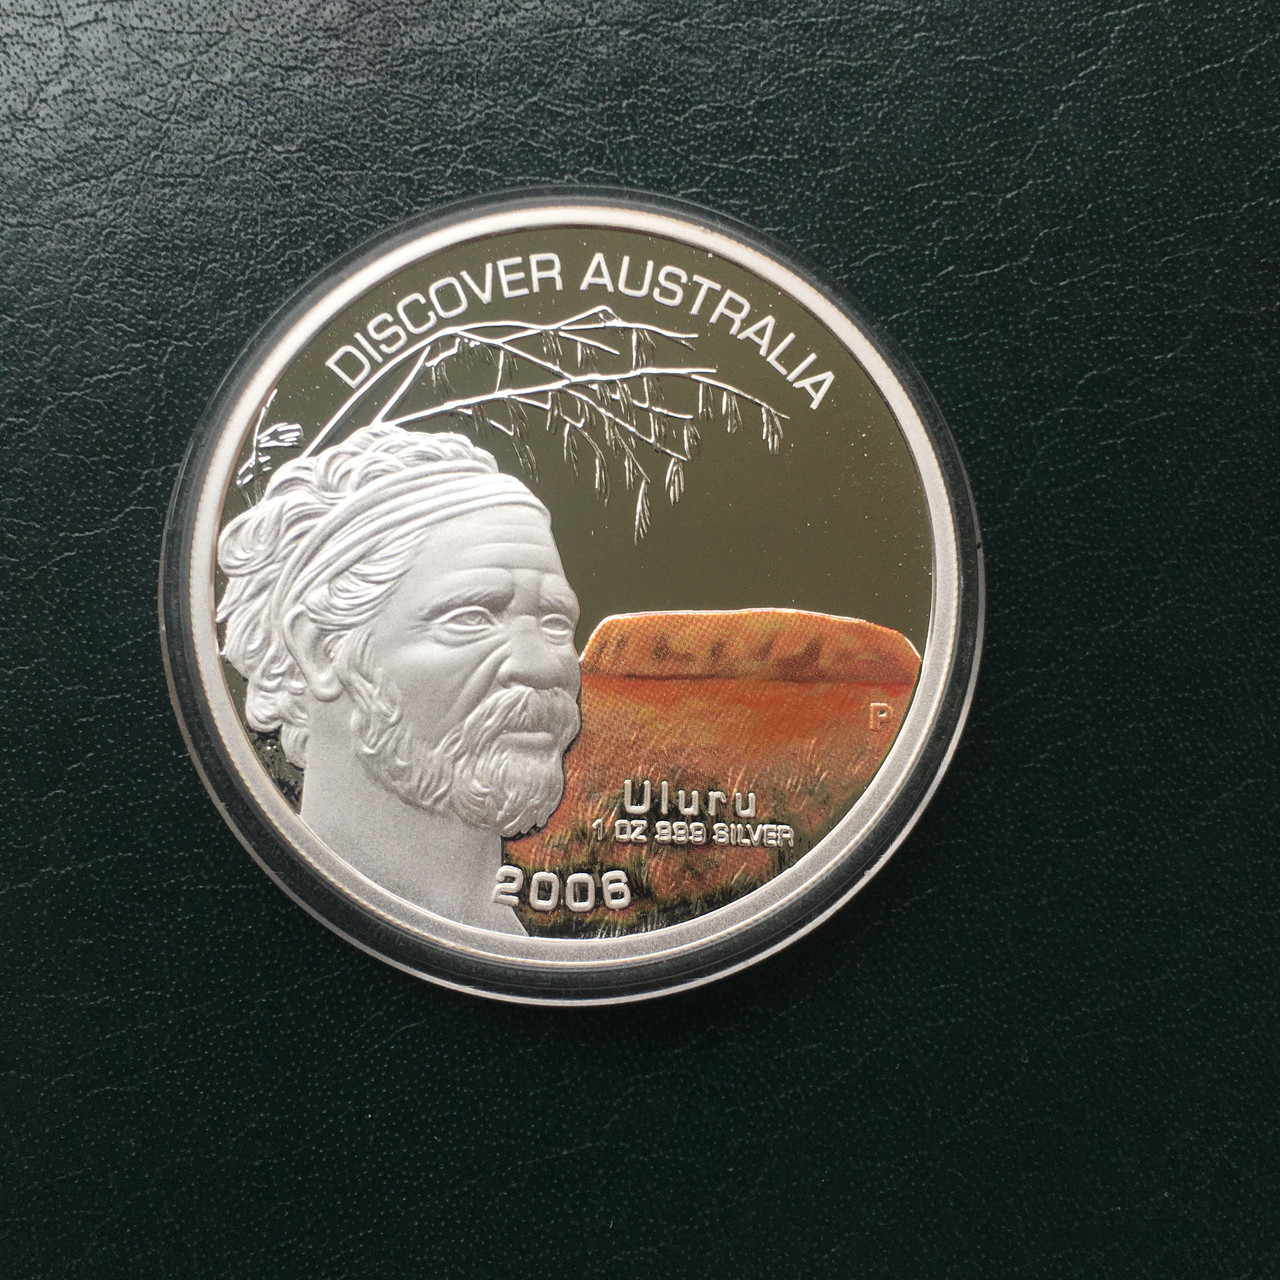 DISCOVER AUSTRALIA
P
Uluru
1 OZ 999 SILVER
2006